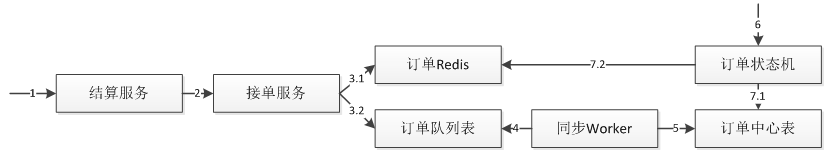 6
订单Redis
7.2
订单状态机
1
结算服务
2
接单服务
3.1
3.2
7.1
订单队列表
4
同步Worker
5
订单中心表